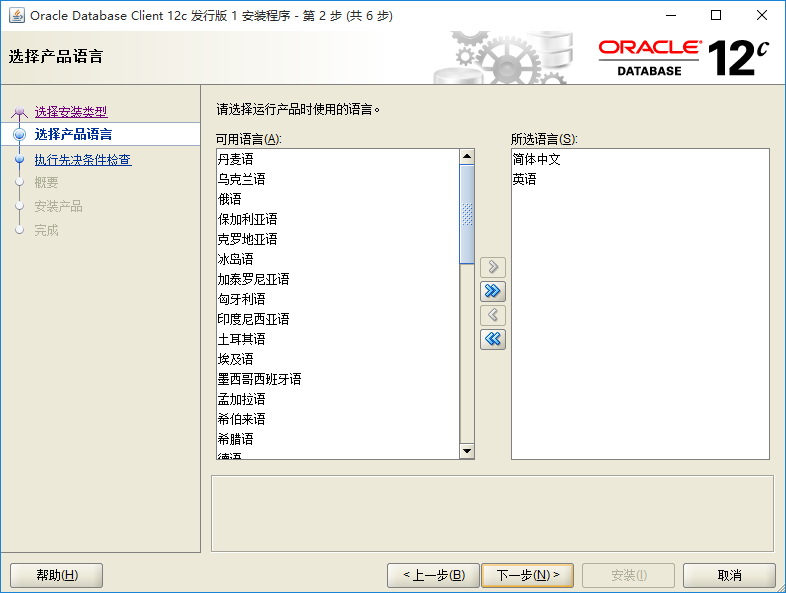 Oracle Database Client 12c 发行版 1 安装程序 - 第 2 步 (共 6 步)
选择产品语言
ORACLE
DATABASE
12c
选择安装类型
选择产品语言
执行先决条件检查
概要
安装产品
完成
请选择运行产品时使用的语言。
可用语言(A):
丹麦语
乌克兰语
俄语
保加利亚语
克罗地亚语
冰岛语
加泰罗尼亚语
匈牙利语
印度尼西亚语
土耳其语
埃及语
墨西哥西班牙语
孟加拉语
希伯来语
希腊语
德语
所选语言(S):
简体中文
英语
帮助(H)
< 上一步(B)
下一步(N) >
安装(I)
取消